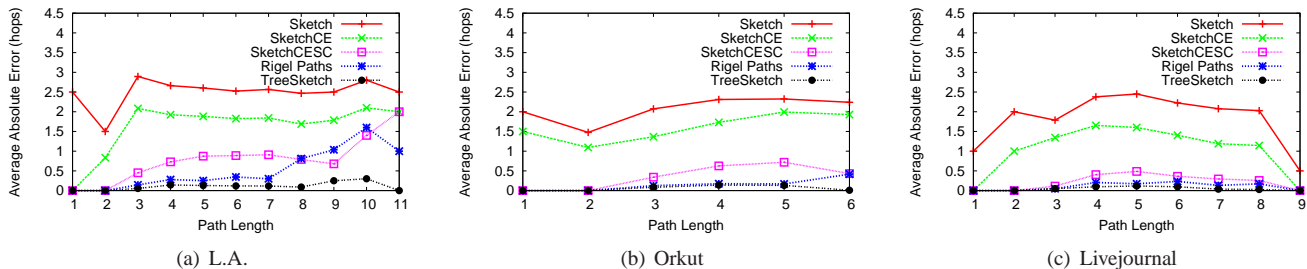 Average Absolute Error (hops)
4.5
4
3.5
3
2.5
2
1.5
1
0.5
0
Sketch
SketchCE
SketchCESC
Rigel Paths
TreeSketch
1 2 3 4 5 6 7 8 9 10 11
Path Length
(a) L.A.
Average Absolute Error (hops)
4.5
4
3.5
3
2.5
2
1.5
1
0.5
0
Sketch
SketchCE
SketchCESC
Rigel Paths
TreeSketch
1 2 3 4 5 6
Path Length
(b) Orkut
Average Absolute Error (hops)
4.5
4
3.5
3
2.5
2
1.5
1
0.5
0
Sketch
SketchCE
SketchCESC
Rigel Paths
TreeSketch
1 2 3 4 5 6 7 8 9
Path Length
(c) Livejournal